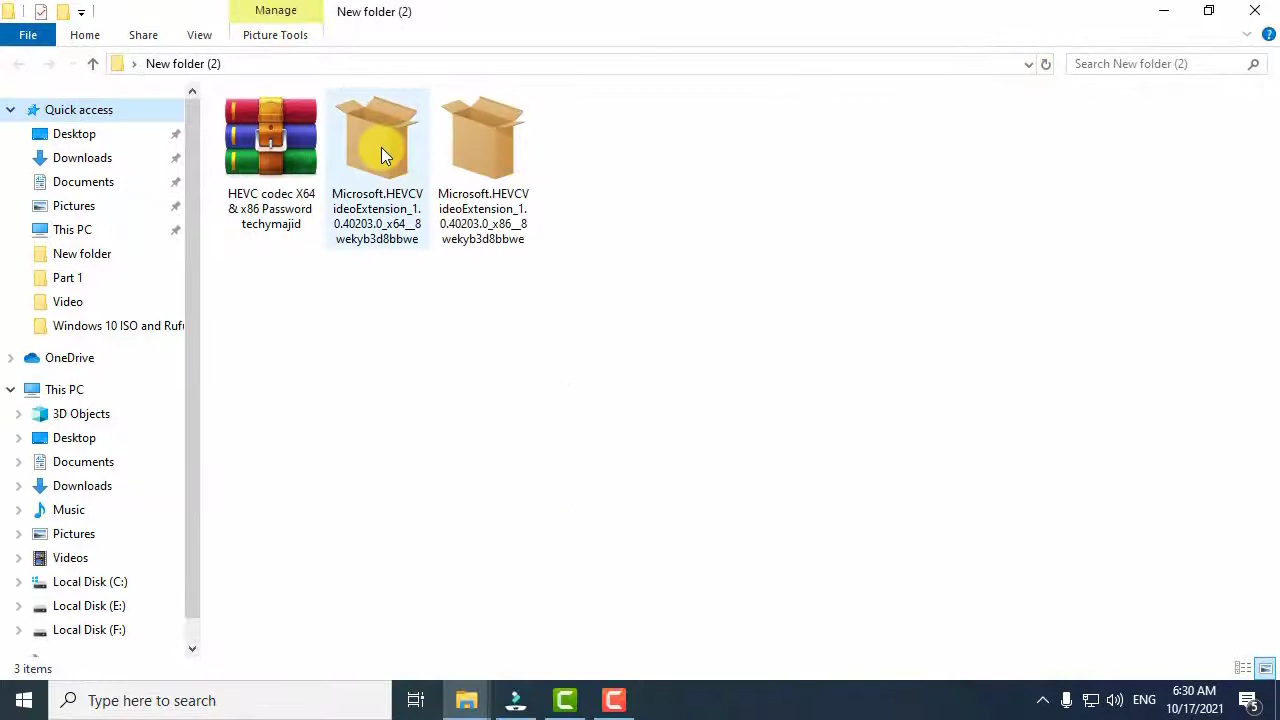 Manage
New folder (2)
File
Home
Share
View
Picture Tools
New folder (2)
Search New folder (2)
Quick access
Desktop
Downloads
Documents
Pictures
This PC
New folder
Part 1
Video
Windows 10 ISO and Rufu
OneDrive
This PC
3D Objects
Desktop
Documents
Downloads
Music
Pictures
Videos
Local Disk (C:)
Local Disk (E:)
Local Disk (F:)
HEVC codec X64
& x86 Password
techymajid
Microsoft.HEVCV
ideoExtension_1.
0.40203.0_x64__8
wekyb3d8bbwe
Microsoft.HEVCV
ideoExtension_1.
0.40203.0_x86__8
wekyb3d8bbwe
3 items
Type here to search
ENG
6:30 AM
10/17/2021
5